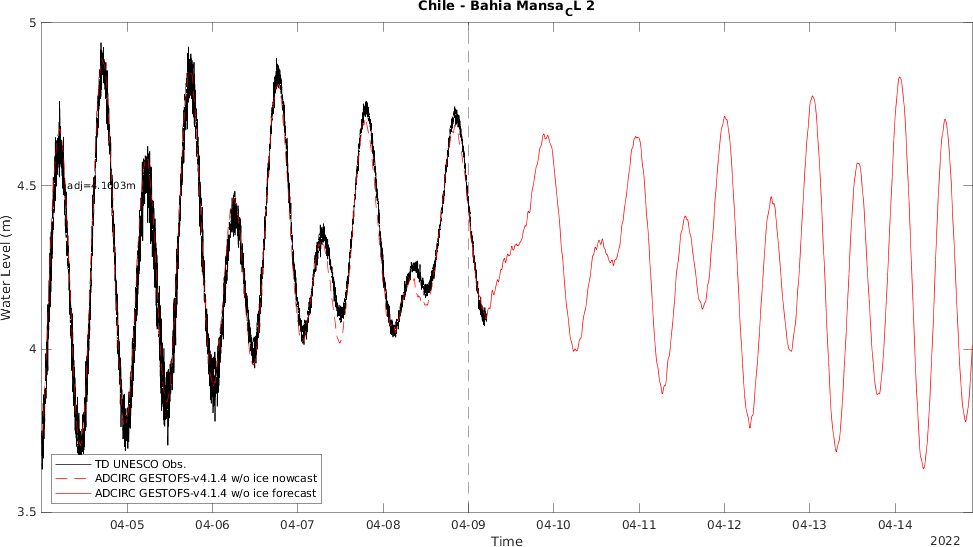 Chile - Bahia Mansa_CL 2
5
4.5
adj=4.1603m
4
3.5
Water Level (m)
TD UNESCO Obs.
ADCIRC GESTOFS-v4.1.4 w/o ice nowcast
ADCIRC GESTOFS-v4.1.4 w/o ice forecast
04-05 04-06 04-07 04-08 04-09 04-10 04-11 04-12 04-13 04-14
Time
2022